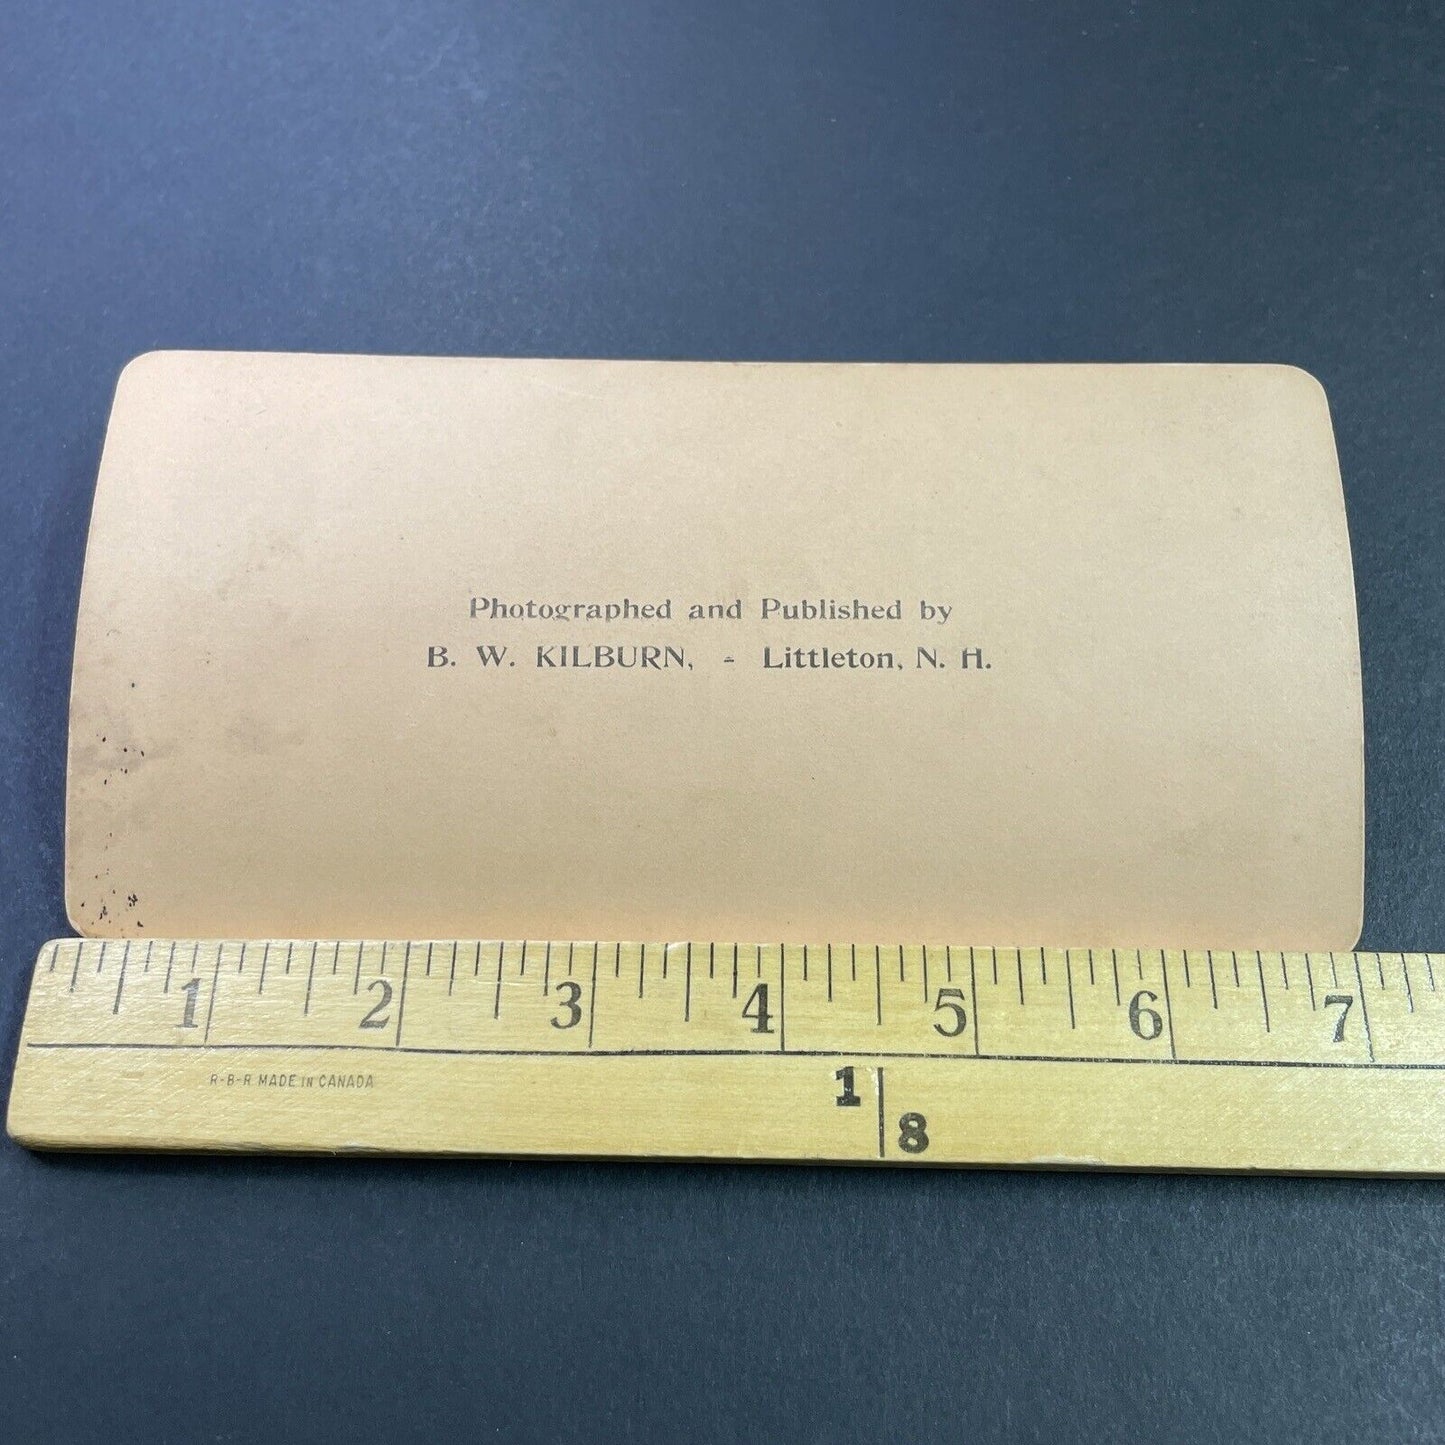 Photographed and Published by
B. W. KILBURN, - Littleton, N. H.
1 2 3 4 5 6 7
R-B-R MADE IN CANADA
1 8